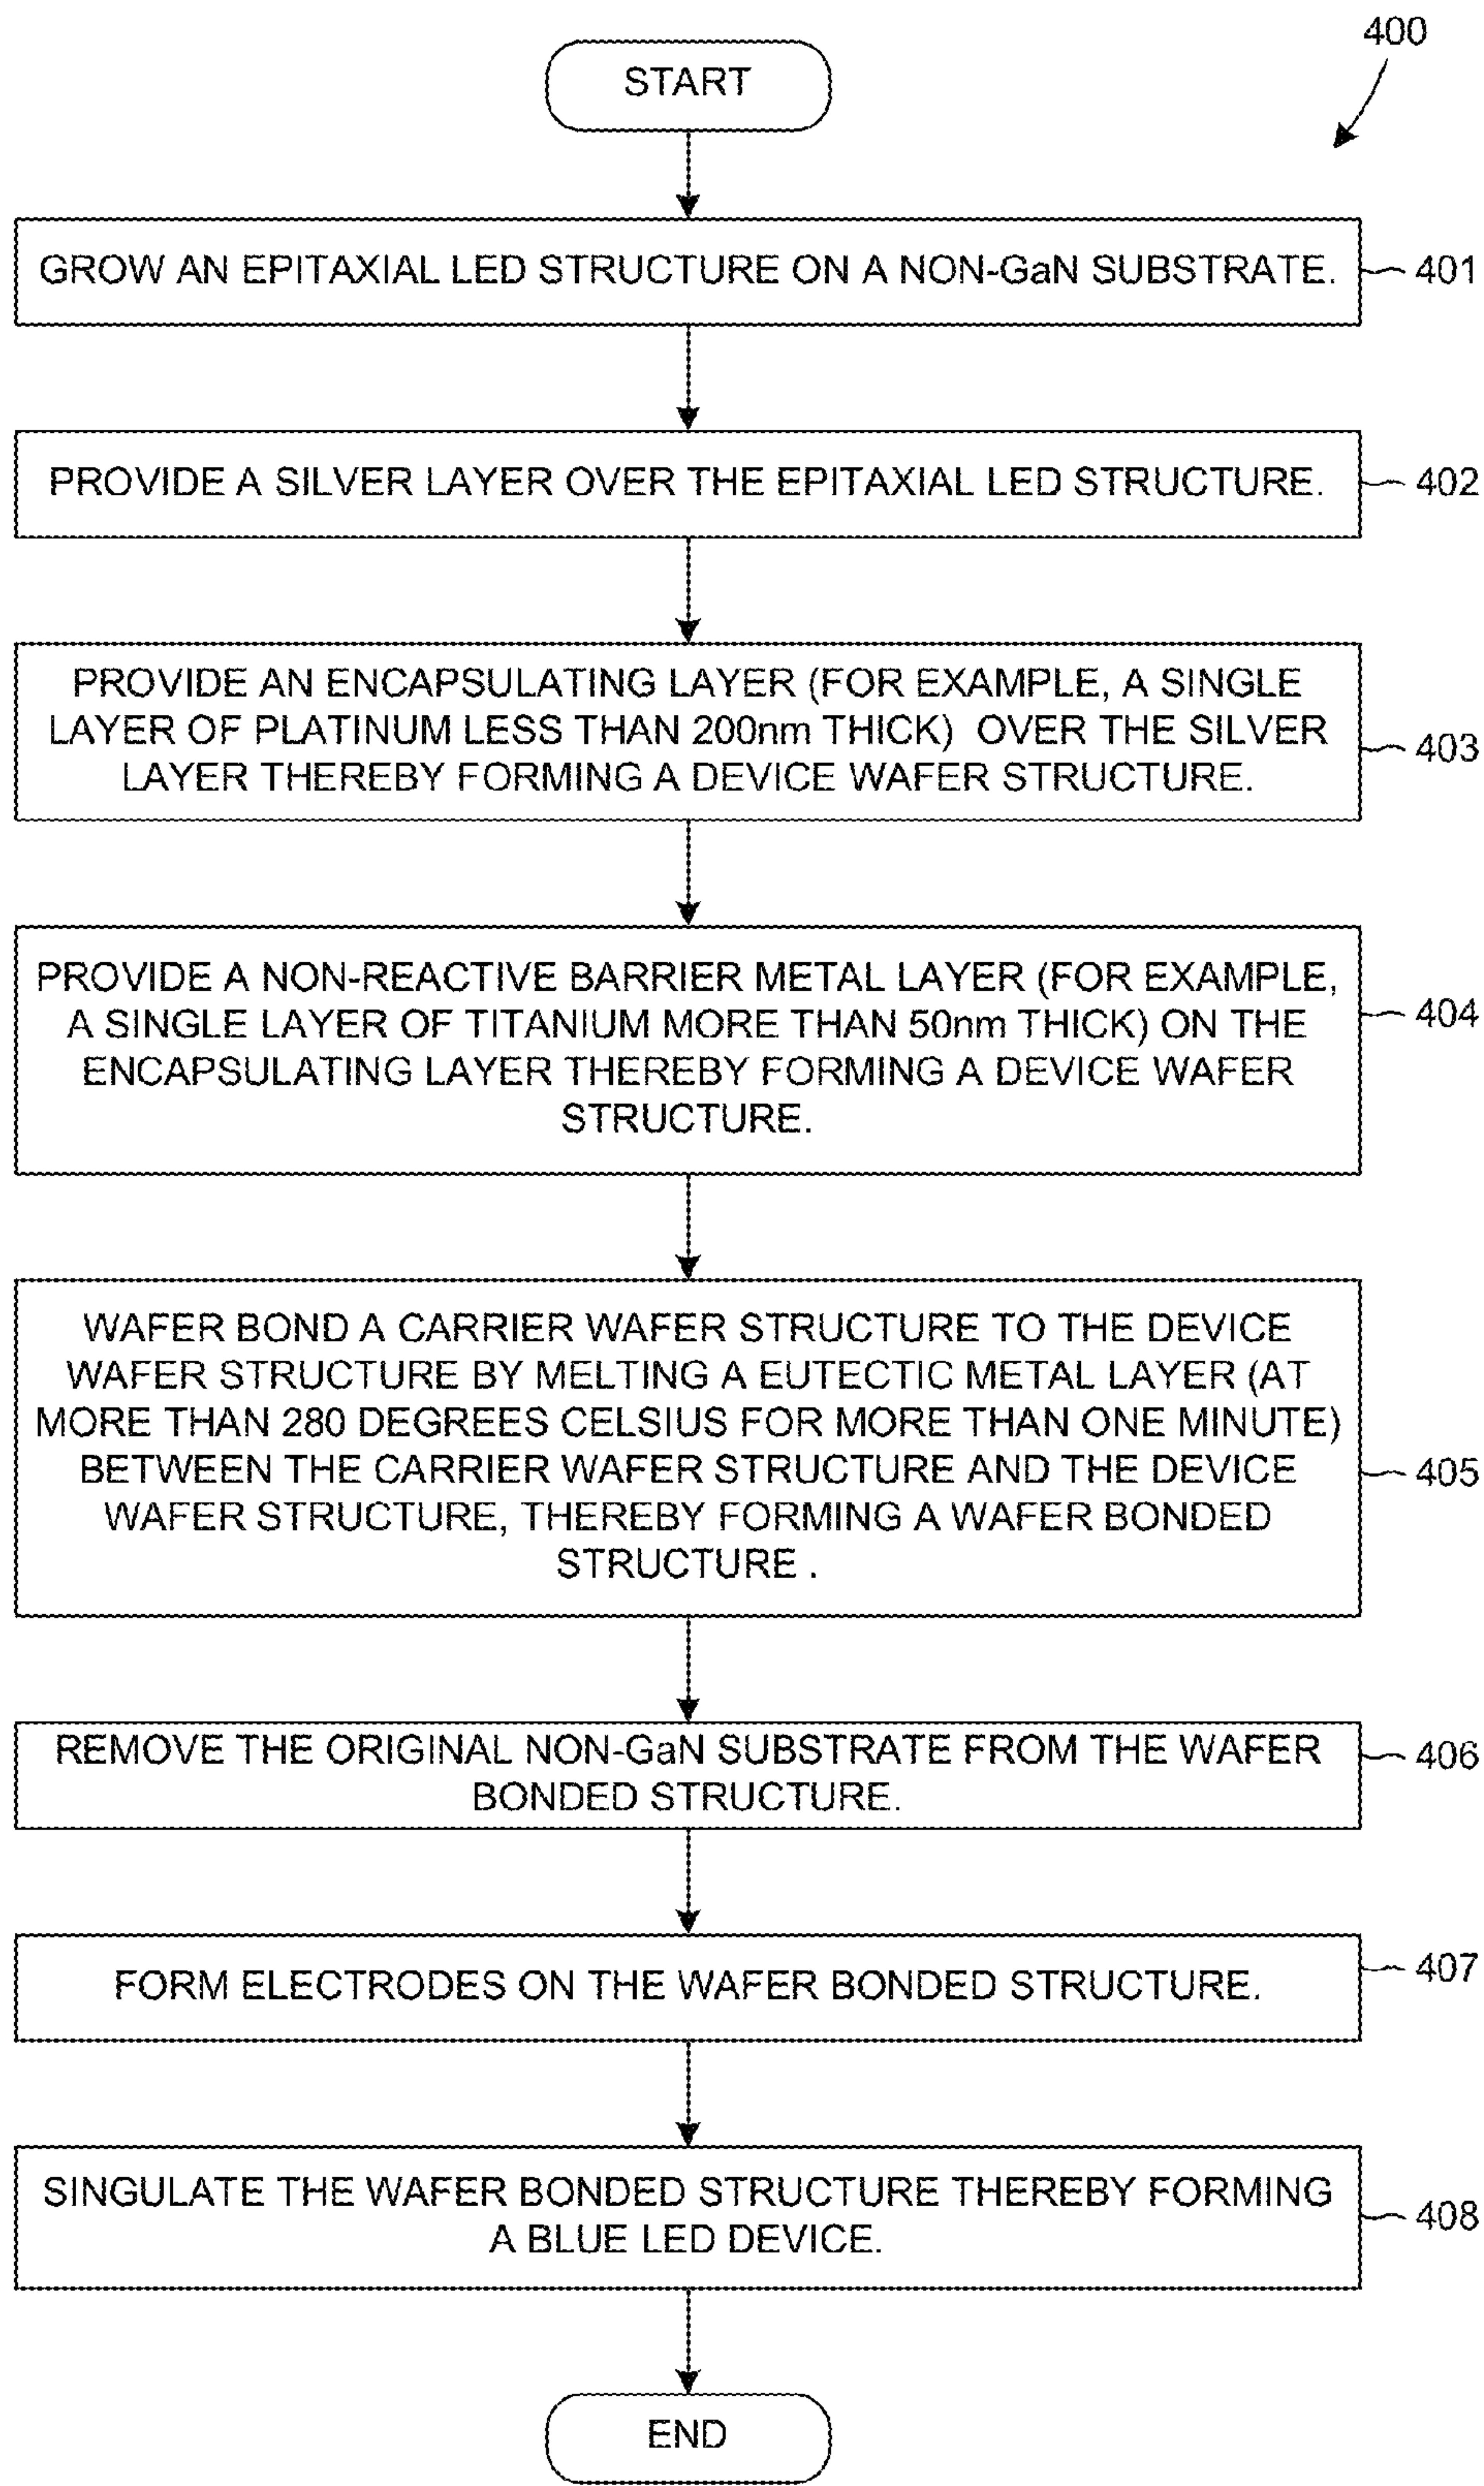 400
START
GROW AN EPITAXIAL LED STRUCTURE ON A NON-GaN SUBSTRATE.
401
PROVIDE A SILVER LAYER OVER THE EPITAXIAL LED STRUCTURE.
402
PROVIDE AN ENCAPSULATING LAYER (FOR EXAMPLE, A SINGLE
LAYER OF PLATINUM LESS THAN 200nm THICK) OVER THE SILVER
LAYER THEREBY FORMING A DEVICE WAFER STRUCTURE.
403
PROVIDE A NON-REACTIVE BARRIER METAL LAYER (FOR EXAMPLE,
A SINGLE LAYER OF TITANIUM MORE THAN 50nm THICK) ON THE
ENCAPSULATING LAYER THEREBY FORMING A DEVICE WAFER
STRUCTURE.
404
WAFER BOND A CARRIER WAFER STRUCTURE TO THE DEVICE
WAFER STRUCTURE BY MELTING A EUTECTIC METAL LAYER (AT
MORE THAN 280 DEGREES CELSIUS FOR MORE THAN ONE MINUTE)
BETWEEN THE CARRIER WAFER STRUCTURE AND THE DEVICE
WAFER STRUCTURE, THEREBY FORMING A WAFER BONDED
STRUCTURE .
405
REMOVE THE ORIGINAL NON-GaN SUBSTRATE FROM THE WAFER
BONDED STRUCTURE.
406
FORM ELECTRODES ON THE WAFER BONDED STRUCTURE.
407
SINGULATE THE WAFER BONDED STRUCTURE THEREBY FORMING
A BLUE LED DEVICE.
408
END